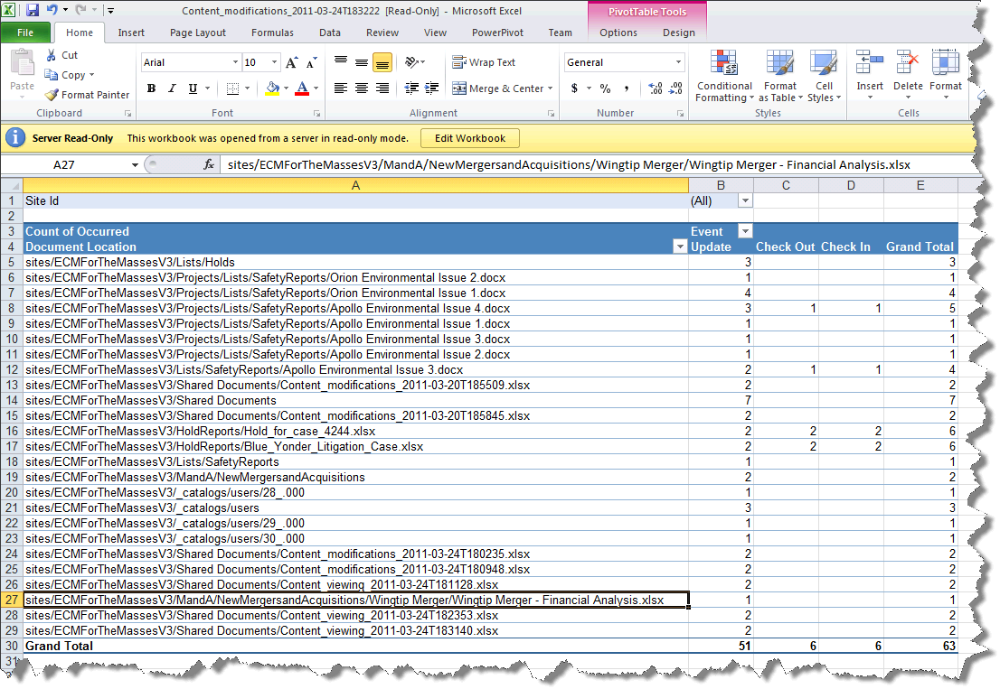 Content_modifications_2011-03-24T183222 [Read-Only] - Microsoft Excel
PivotTable Tools
File Home Insert Page Layout Formulas Data Review View PowerPivot Team Options Design
Paste
Cut
Copy
Format Painter
Clipboard
Arial 10 A A
B I U A
Font
Wrap Text
Merge & Center
Alignment
General
$ % , .00 .00
Number
Conditional Formatting
Format as Table
Cell Styles
Styles
Insert Delete Format
Cells
Server Read-Only This workbook was opened from a server in read-only mode. Edit Workbook
A27 fx sites/ECMForTheMassesV3/MandA/NewMergersandAcquisitions/Wingtip Merger/Wingtip Merger - Financial Analysis.xlsx
A B C D E
1 Site Id (All)
2
3 Count of Occurred Event
4 Document Location Update Check Out Check In Grand Total
5 sites/ECMForTheMassesV3/Lists/Holds 3 3
6 sites/ECMForTheMassesV3/Projects/Lists/SafetyReports/Orion Environmental Issue 2.docx 1 1
7 sites/ECMForTheMassesV3/Projects/Lists/SafetyReports/Orion Environmental Issue 1.docx 4 4
8 sites/ECMForTheMassesV3/Projects/Lists/SafetyReports/Apollo Environmental Issue 4.docx 3 1 1 5
9 sites/ECMForTheMassesV3/Projects/Lists/SafetyReports/Apollo Environmental Issue 1.docx 1 1
10 sites/ECMForTheMassesV3/Projects/Lists/SafetyReports/Apollo Environmental Issue 3.docx 1 1
11 sites/ECMForTheMassesV3/Projects/Lists/SafetyReports/Apollo Environmental Issue 2.docx 1 1
12 sites/ECMForTheMassesV3/Lists/SafetyReports/Apollo Environmental Issue 3.docx 2 1 1 4
13 sites/ECMForTheMassesV3/Shared Documents/Content_modifications_2011-03-20T185509.xlsx 2 2
14 sites/ECMForTheMassesV3/Shared Documents 7 7
15 sites/ECMForTheMassesV3/Shared Documents/Content_modifications_2011-03-20T185845.xlsx 2 2
16 sites/ECMForTheMassesV3/HoldReports/Hold_for_case_4244.xlsx 2 2 2 6
17 sites/ECMForTheMassesV3/HoldReports/Blue_Yonder_Litigation_Case.xlsx 2 2 2 6
18 sites/ECMForTheMassesV3/Lists/SafetyReports 1 1
19 sites/ECMForTheMassesV3/MandA/NewMergersandAcquisitions 2 2
20 sites/ECMForTheMassesV3/_catalogs/users/28_.000 1 1
21 sites/ECMForTheMassesV3/_catalogs/users 3 3
22 sites/ECMForTheMassesV3/_catalogs/users/29_.000 1 1
23 sites/ECMForTheMassesV3/_catalogs/users/30_.000 1 1
24 sites/ECMForTheMassesV3/Shared Documents/Content_modifications_2011-03-24T180235.xlsx 2 2
25 sites/ECMForTheMassesV3/Shared Documents/Content_modifications_2011-03-24T180948.xlsx 2 2
26 sites/ECMForTheMassesV3/Shared Documents/Content_viewing_2011-03-24T181128.xlsx 2 2
27 sites/ECMForTheMassesV3/MandA/NewMergersandAcquisitions/Wingtip Merger/Wingtip Merger - Financial Analysis.xlsx 1 1
28 sites/ECMForTheMassesV3/Shared Documents/Content_viewing_2011-03-24T182353.xlsx 2 2
29 sites/ECMForTheMassesV3/Shared Documents/Content_viewing_2011-03-24T183140.xlsx 2 2
30 Grand Total 51 6 6 63
31